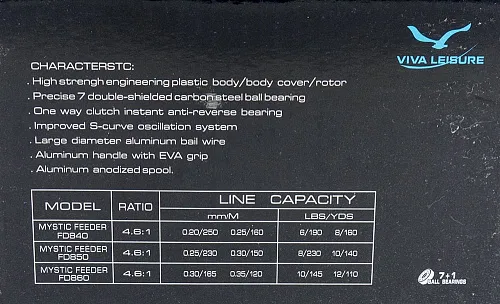 VIVA LEISURE
CHARACTERSTC:
. High strengh engineering plastic body/body cover/rotor
. Precise 7 double-shielded carbon steel ball bearing
. One way clutch instant anti-reverse bearing
. Improved S-curve oscillation system
. Large diameter aluminum bail wire
. Aluminum handle with EVA grip
. Aluminum anodized spool.
MODEL RATIO LINE CAPACITY
mm/M LBS/YDS
MYSTIC FEEDER FD840 4.6:1 0.20/250 0.25/160 6/190 8/160
MYSTIC FEEDER FD850 4.6:1 0.25/230 0.30/150 8/230 10/140
MYSTIC FEEDER FD860 4.6:1 0.30/165 0.35/120 10/145 12/110
7+1
BALL BEARINGS